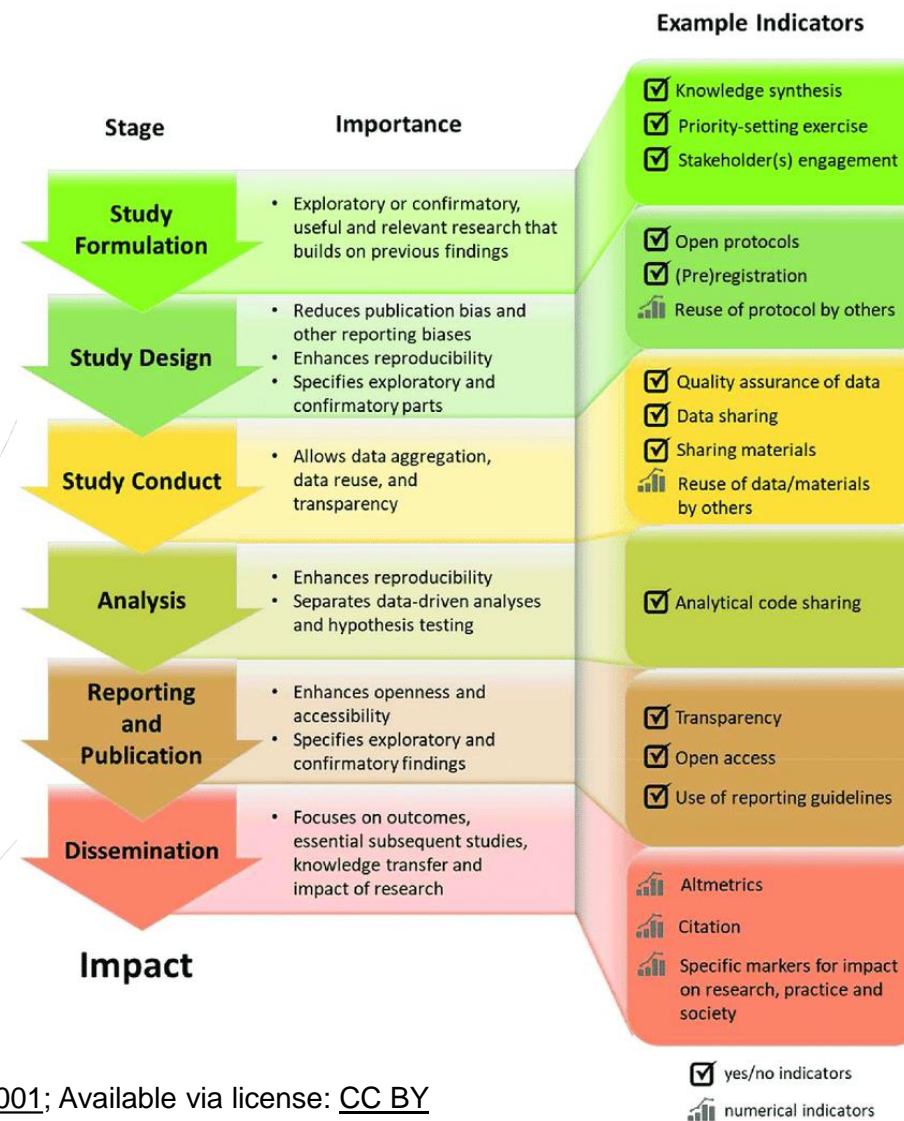 Example Indicators
Stage
Importance
Knowledge synthesis
Priority-setting exercise
Stakeholder(s) engagement
Study
Formulation
• Exploratory or confirmatory,
useful and relevant research that
builds on previous findings
Open protocols
(Pre)registration
Reuse of protocol by others
Study Design
• Reduces publication bias and
other reporting biases
• Enhances reproducibility
• Specifies exploratory and
confirmatory parts
Quality assurance of data
Data sharing
Sharing materials
Reuse of data/materials
by others
Study Conduct
• Allows data aggregation,
data reuse, and
transparency
Analysis
• Enhances reproducibility
• Separates data-driven analyses
and hypothesis testing
Analytical code sharing
Reporting
and
Publication
• Enhances openness and
accessibility
• Specifies exploratory and
confirmatory findings
Transparency
Open access
Use of reporting guidelines
Dissemination
• Focuses on outcomes,
essential subsequent studies,
knowledge transfer and
impact of research
Altmetrics
Citation
Specific markers for impact
on research, practice and
society
Impact
yes/no indicators
numerical indicators
001; Available via license: CC BY